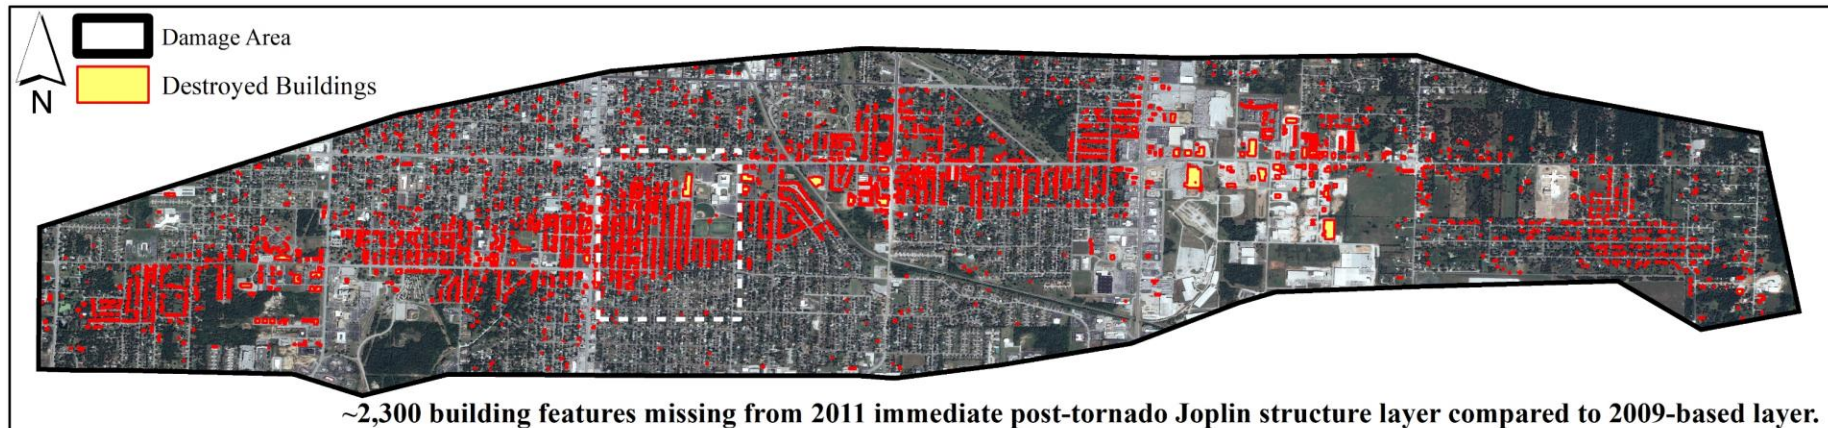 Damage Area
Destroyed Buildings
N
~2,300 building features missing from 2011 immediate post-tornado Joplin structure layer compared to 2009-based layer.